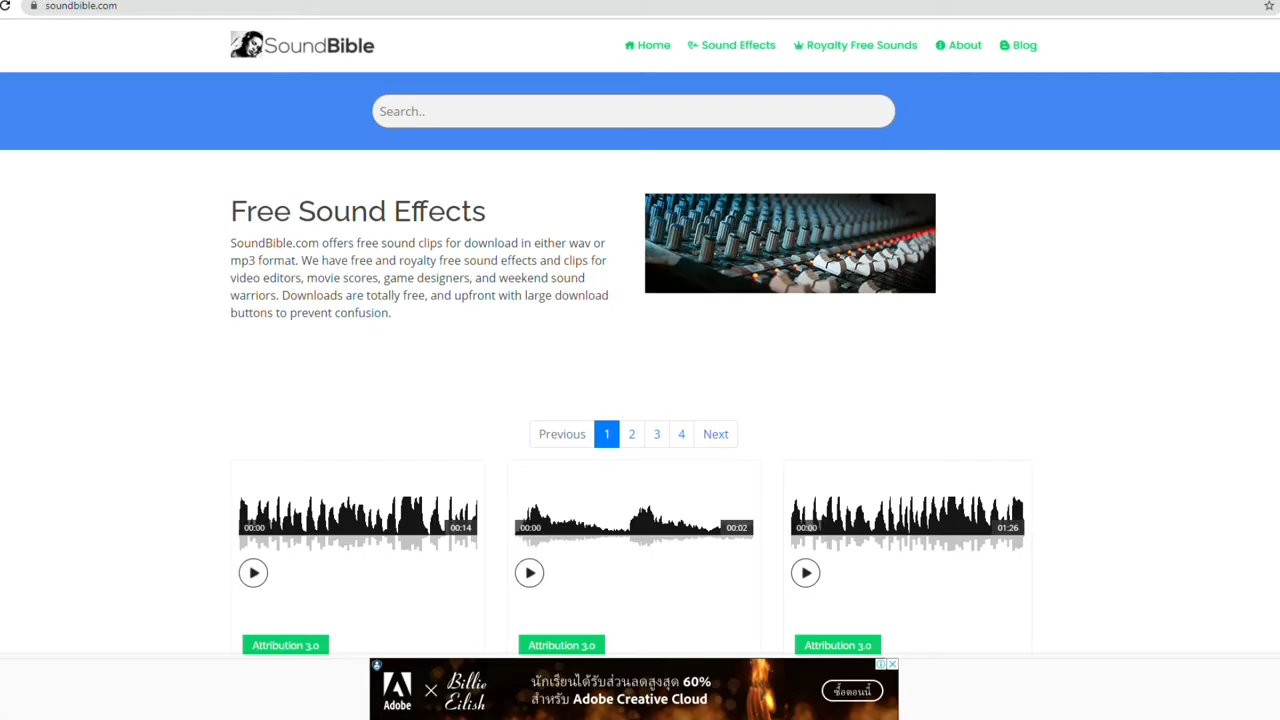 soundbible.com
SoundBible
Home Sound Effects Royalty Free Sounds About Blog
Search..
Free Sound Effects
SoundBible.com offers free sound clips for download in either wav or
mp3 format. We have free and royalty free sound effects and clips for
video editors, movie scores, game designers, and weekend sound
warriors. Downloads are totally free, and upfront with large download
buttons to prevent confusion.
Previous 1 2 3 4 Next
00:00 00:14 00:00 00:02 00:00 01:26
Attribution 3.0 Attribution 3.0 Attribution 3.0
Adobe × Billie Eilish
นักเรียนได้รับส่วนลดสูงสุด 60%
สำหรับ Adobe Creative Cloud
ซื้อตอนนี้